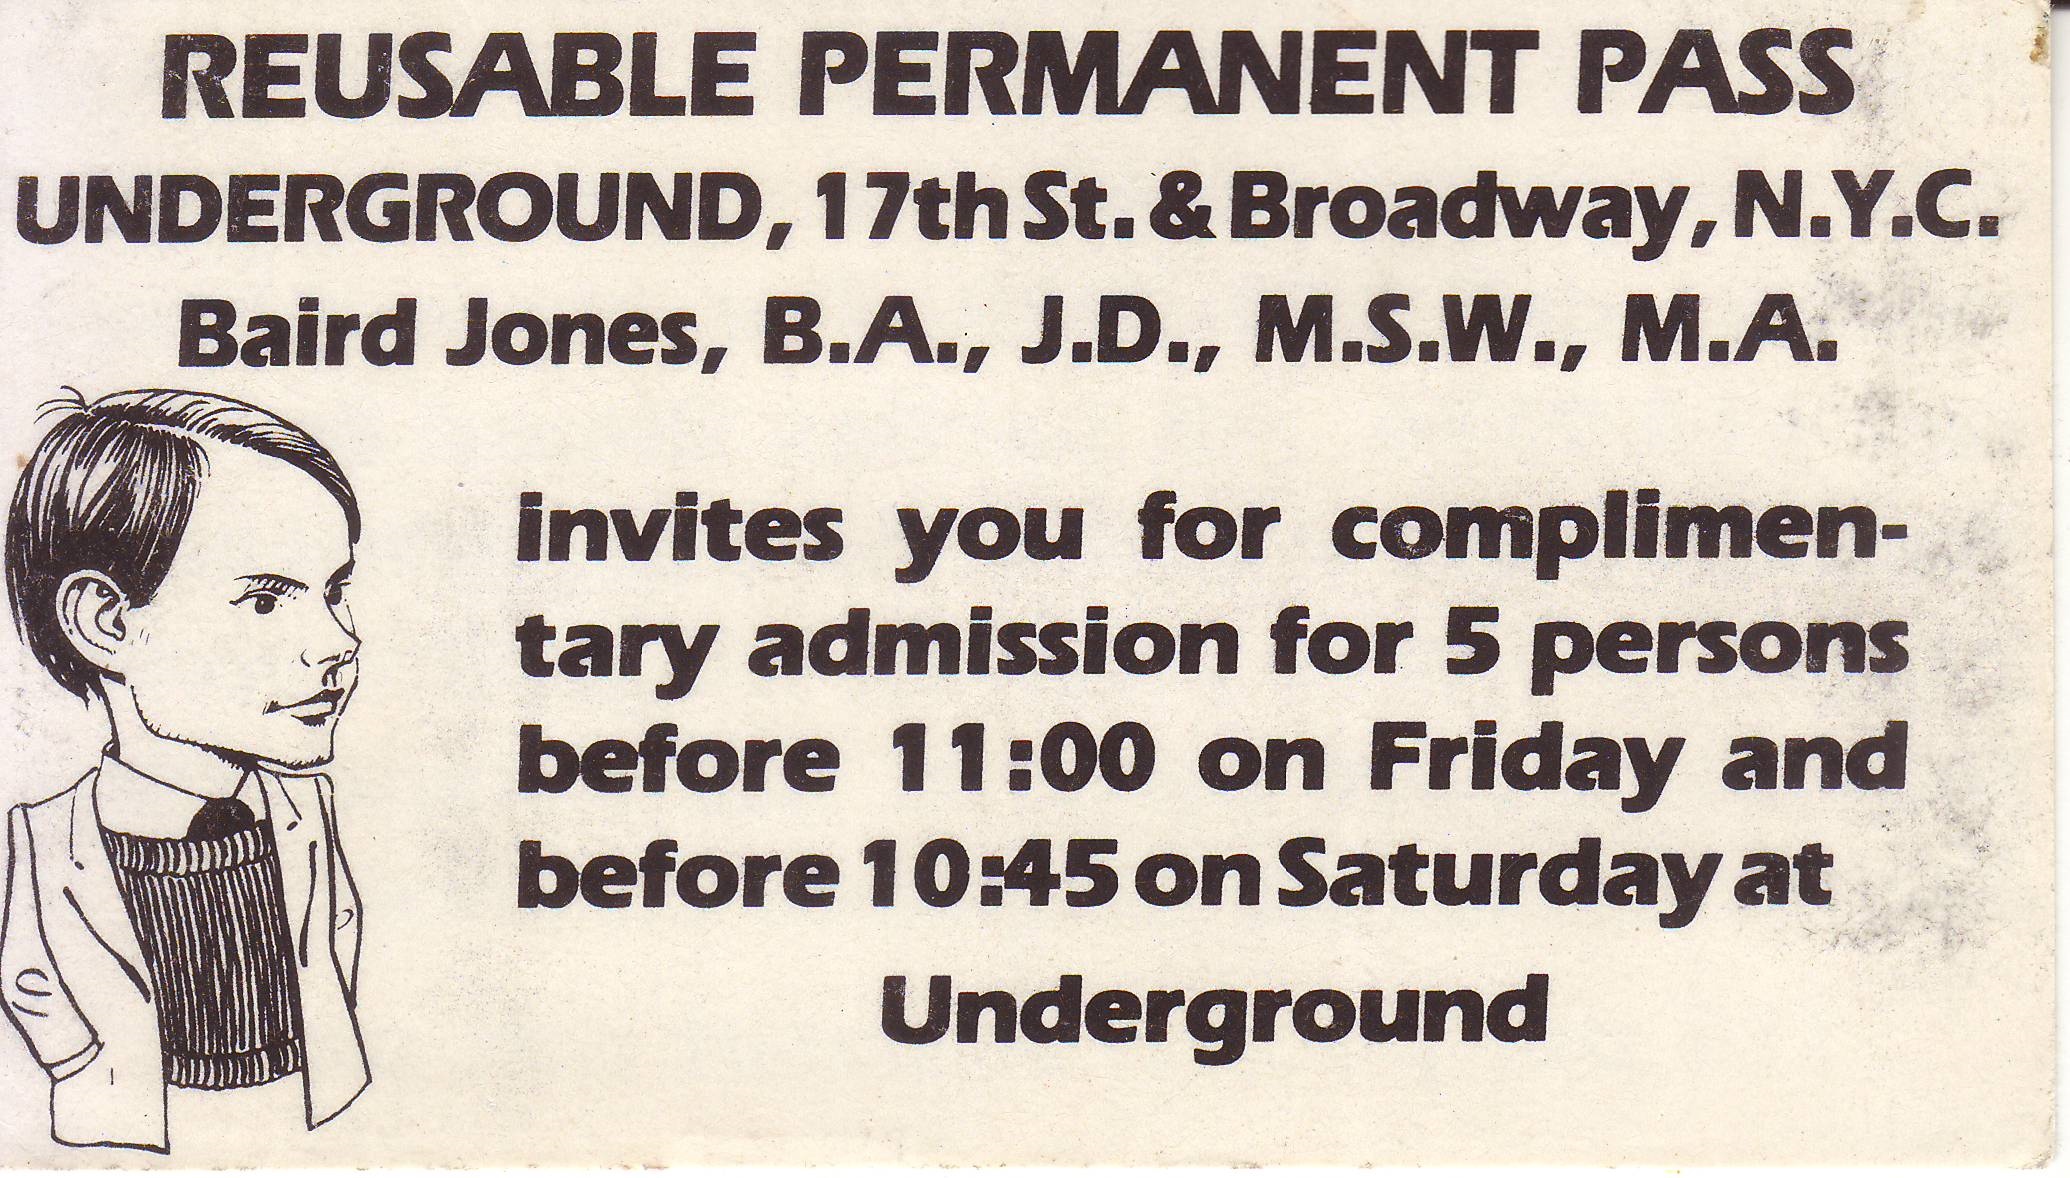 REUSABLE PERMANENT PASS
UNDERGROUND, 17th St. & Broadway, N.Y.C.
Baird Jones, B.A., J.D., M.S.W., M.A.
invites you for complimen-
tary admission for 5 persons
before 11:00 on Friday and
before 10:45 on Saturday at
Underground